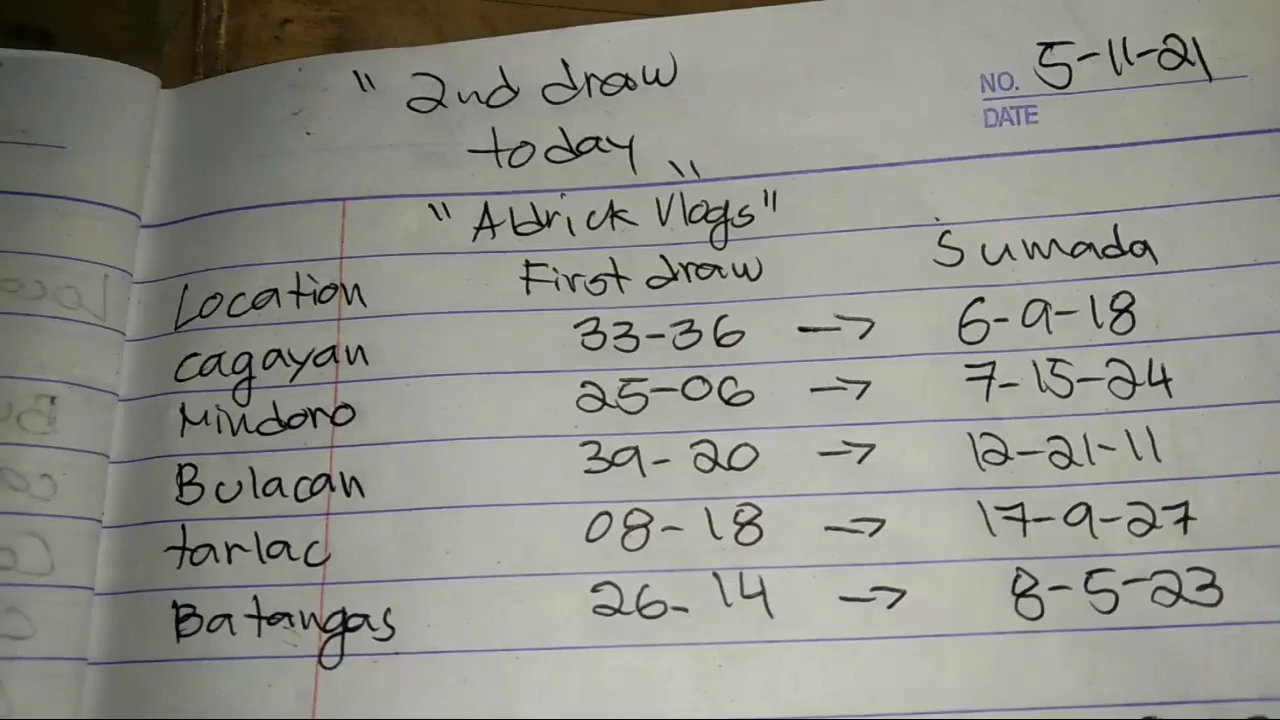 5-11-21
NO.
DATE
" 2nd draw
today "
" Aldrick Vlogs"
Location First draw Sumada
cagayan 33-36 → 6-9-18
Mindoro 25-06 → 7-15-24
Bulacan 39-20 → 12-21-11
tarlac 08-18 → 17-9-27
Batangas 26-14 → 8-5-23